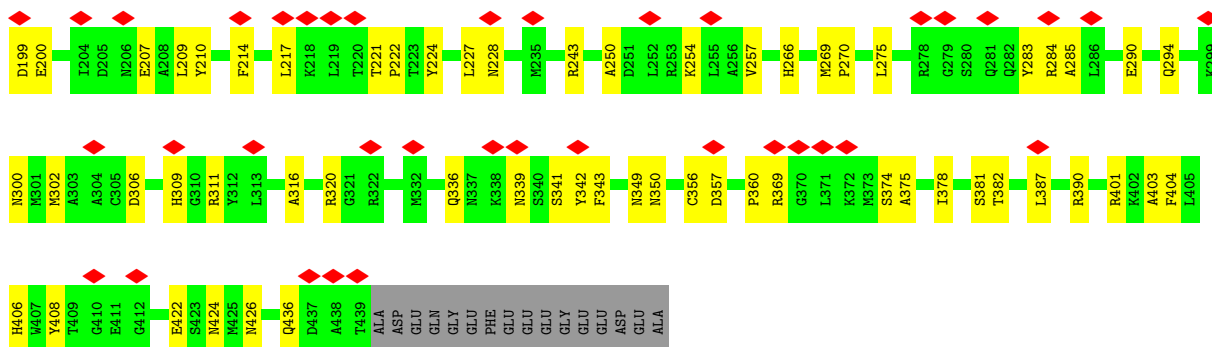 D199 E200 I204 D205 N206 E207 A208 L209 Y210 F214 L217 K218 L219 T220 T221 P222 T223 Y224 L227 N228 M235 R243 A250 D251 L252 R253 K254 L255 A256 V257 H266 M269 P270 L275 R278 G279 S280 Q281 Q282 Y283 R284 A285 L286 E290 Q294 K299
N300 M301 M302 A303 A304 C305 D306 H309 G310 R311 Y312 L313 A316 R320 G321 R322 M332 Q336 N337 K338 N339 S340 S341 Y342 F343 N349 N350 C356 D357 P360 R369 G370 L371 K372 M373 S374 A375 I378 S381 T382 L387 R390 R401 K402 A403 F404 L405
H406 W407 Y408 T409 G410 E411 G412 E422 S423 N424 M425 N426 Q436 D437 A438 T439 ALA ASP GLU GLN GLY GLU PHE GLU GLU GLU GLY GLU GLU ASP GLU ALA